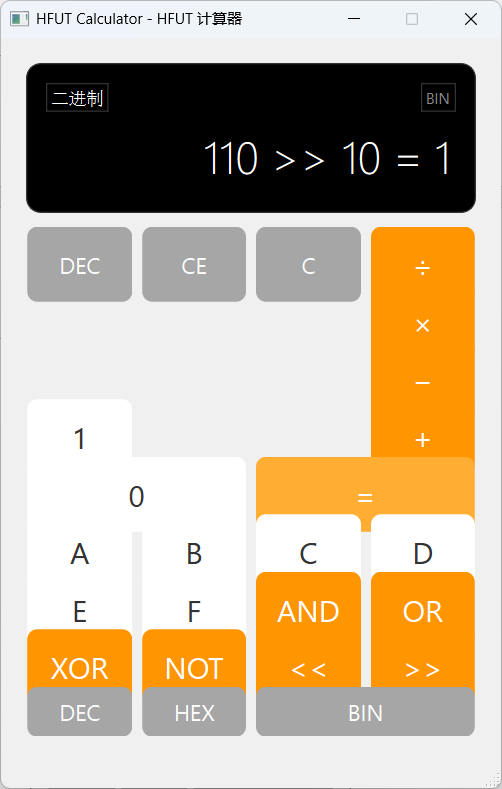 HFUT Calculator - HFUT 计算器
二进制 BIN
110 >> 10 = 1
DEC CE C ÷
×
−
1 +
0 =
A B C D
E F AND OR
XOR NOT << >>
DEC HEX BIN